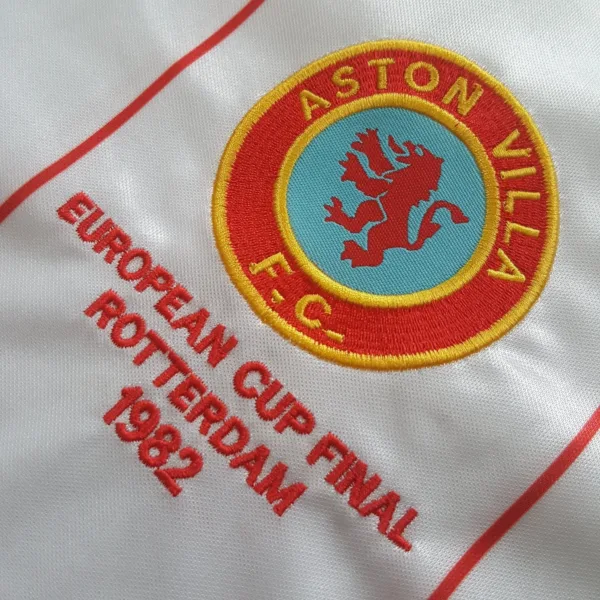 ASTON VILLA
F.C.
EUROPEAN CUP FINAL
ROTTERDAM
1982